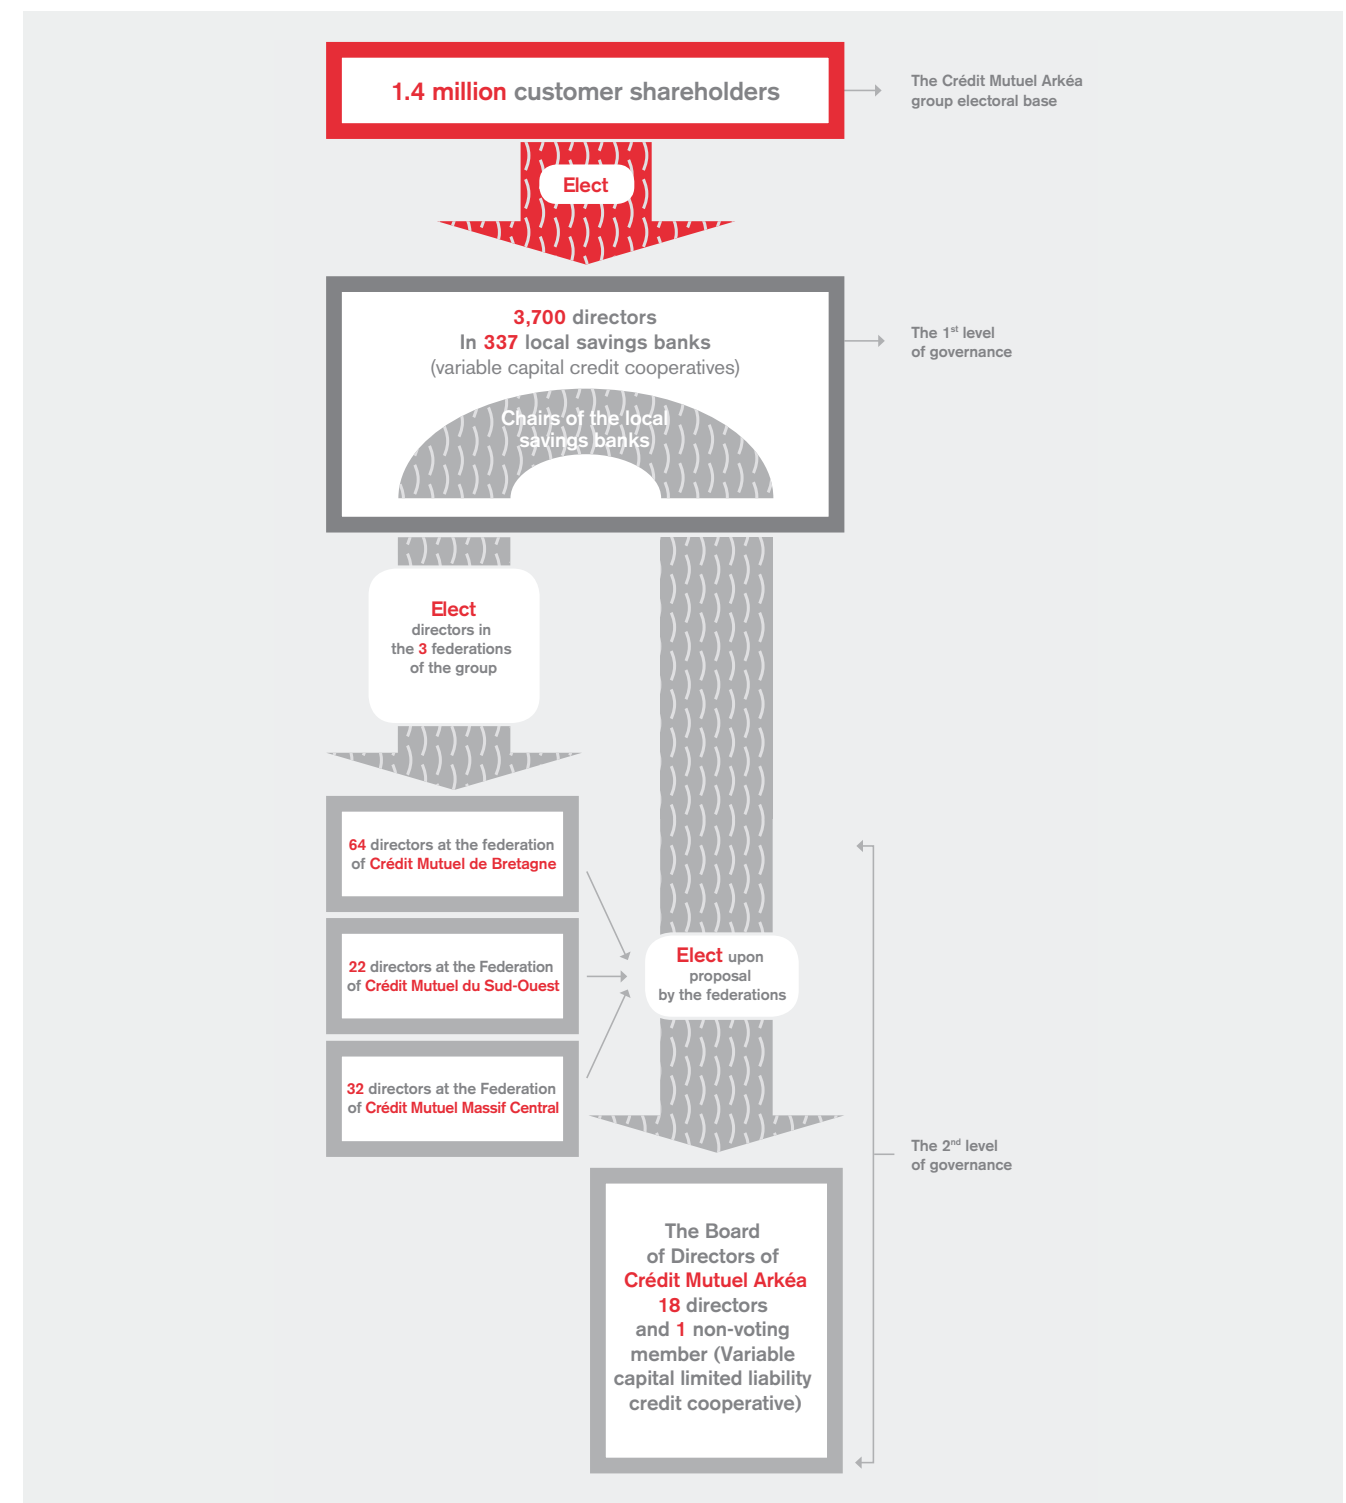 1.4 million customer shareholders
The Crédit Mutuel Arkéa
group electoral base
Elect
3,700 directors
In 337 local savings banks
(variable capital credit cooperatives)
The 1st level
of governance
Chairs of the local
savings banks
Elect
directors in
the 3 federations
of the group
64 directors at the federation
of Crédit Mutuel de Bretagne
22 directors at the Federation
of Crédit Mutuel du Sud-Ouest
32 directors at the Federation
of Crédit Mutuel Massif Central
Elect upon
proposal
by the federations
The 2nd level
of governance
The Board
of Directors of
Crédit Mutuel Arkéa
18 directors
and 1 non-voting
member (Variable
capital limited liability
credit cooperative)